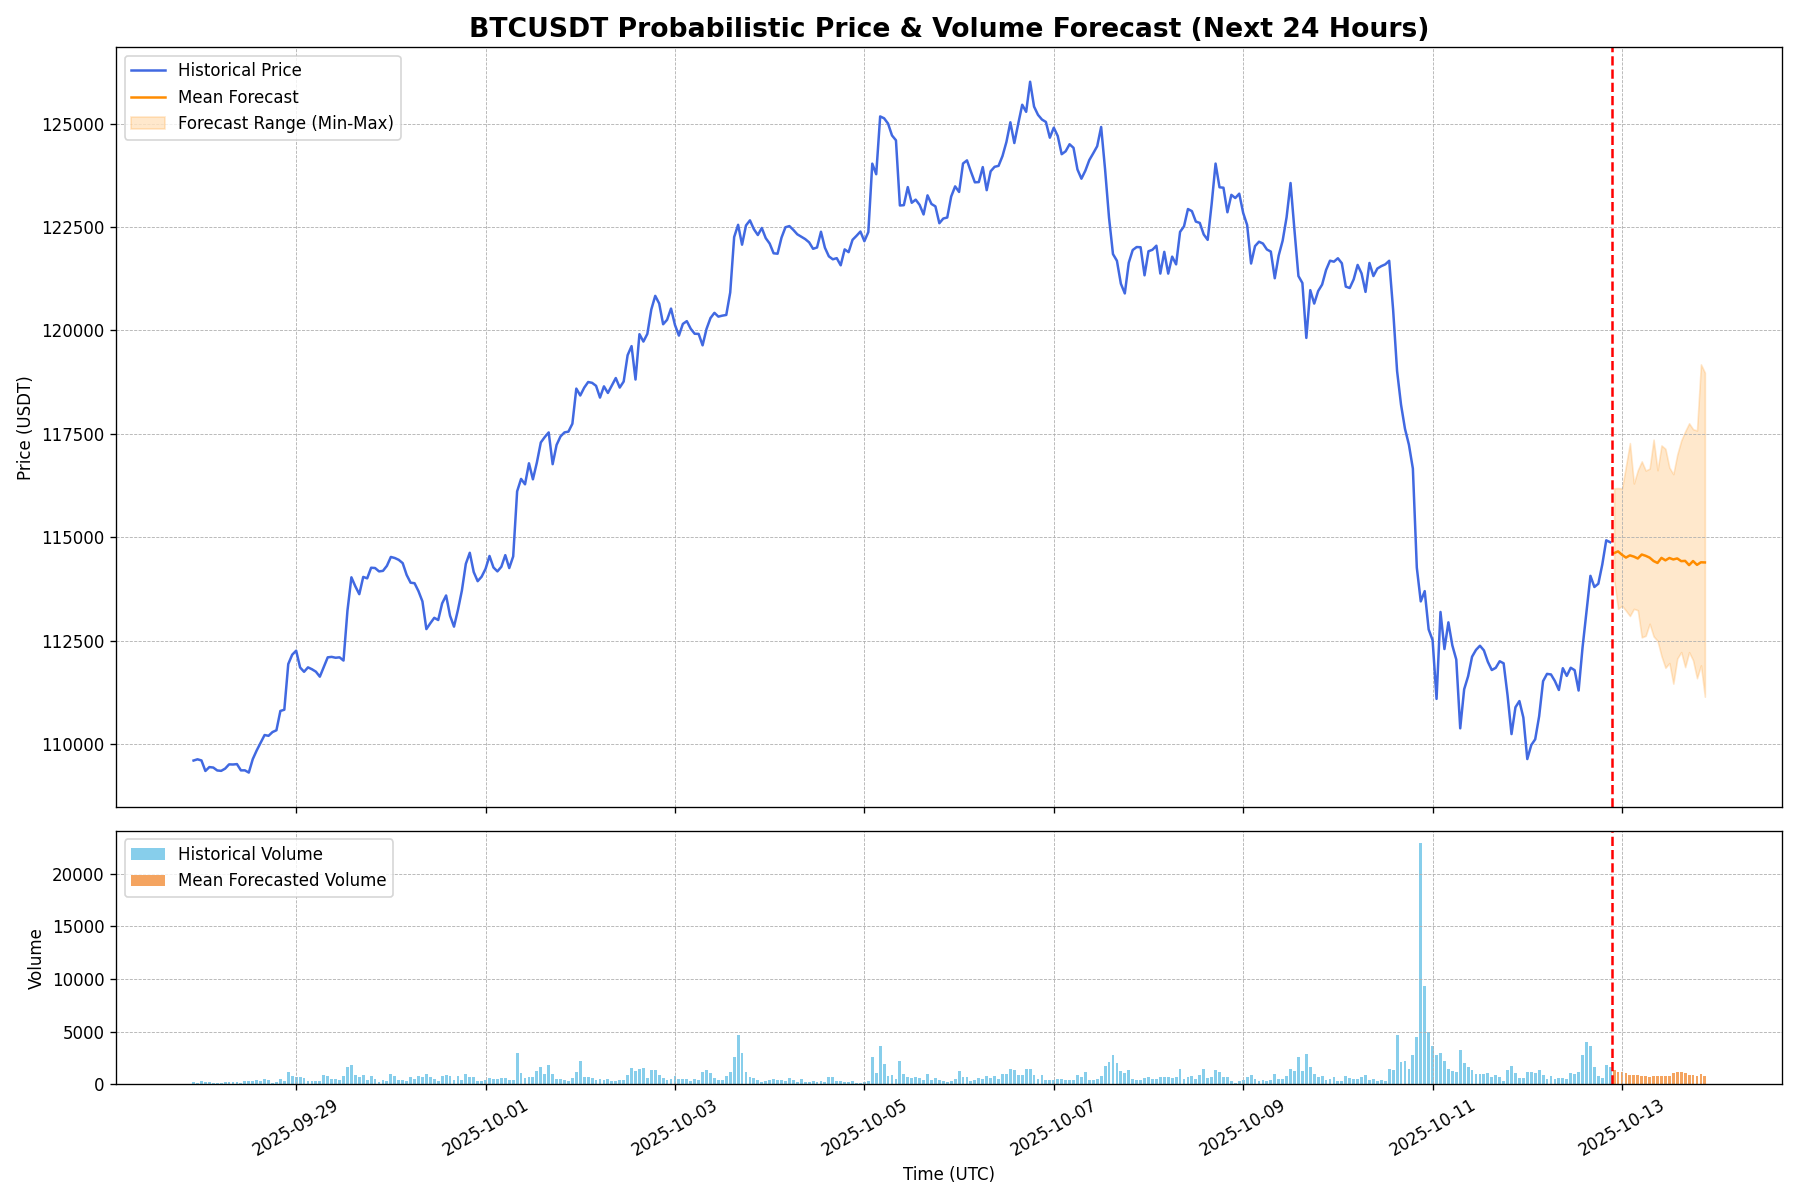 BTCUSDT Probabilistic Price & Volume Forecast (Next 24 Hours)
Historical Price
Mean Forecast
Forecast Range (Min-Max)
Price (USDT)
125000
122500
120000
117500
115000
112500
110000
Historical Volume
Mean Forecasted Volume
Volume
20000
15000
10000
5000
0
2025-09-29
2025-10-01
2025-10-03
2025-10-05
2025-10-07
2025-10-09
2025-10-11
2025-10-13
Time (UTC)